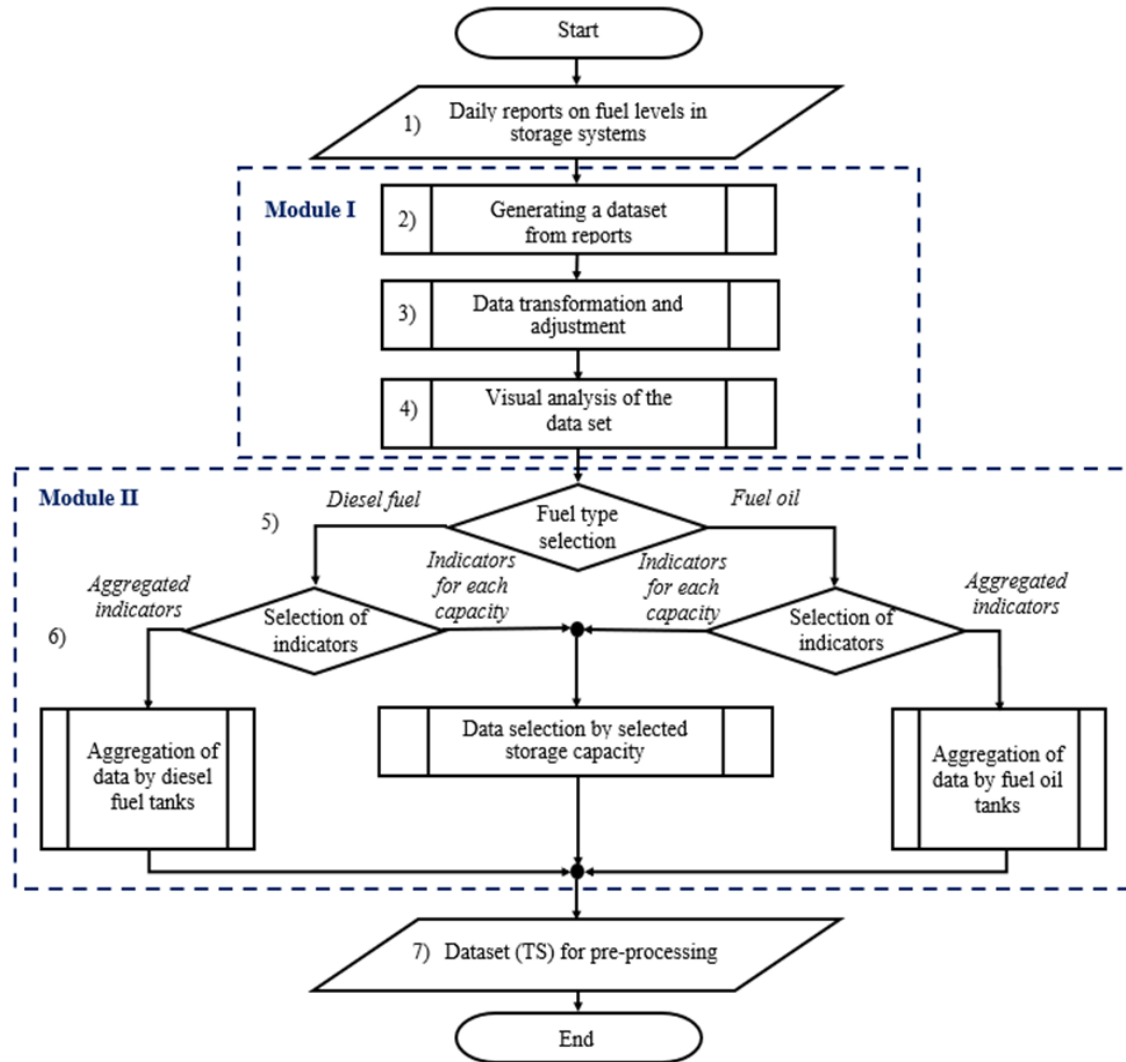 Start
1)
Daily reports on fuel levels in
storage systems
Module I
2)
Generating a dataset
from reports
3)
Data transformation and
adjustment
4)
Visual analysis of the
data set
Module II
5)
Diesel fuel
Fuel type
selection
Fuel oil
6)
Aggregated
indicators
Selection of
indicators
Indicators
for each
capacity
Indicators
for each
capacity
Selection of
indicators
Aggregated
indicators
Aggregation of
data by diesel
fuel tanks
Data selection by selected
storage capacity
Aggregation of
data by fuel oil
tanks
7) Dataset (TS) for pre-processing
End